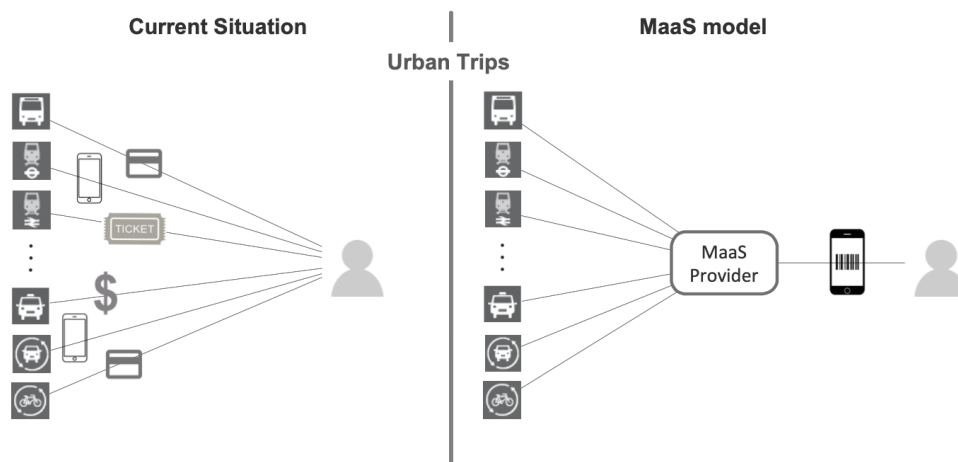 Current Situation
MaaS model
Urban Trips
TICKET
$
MaaS
Provider